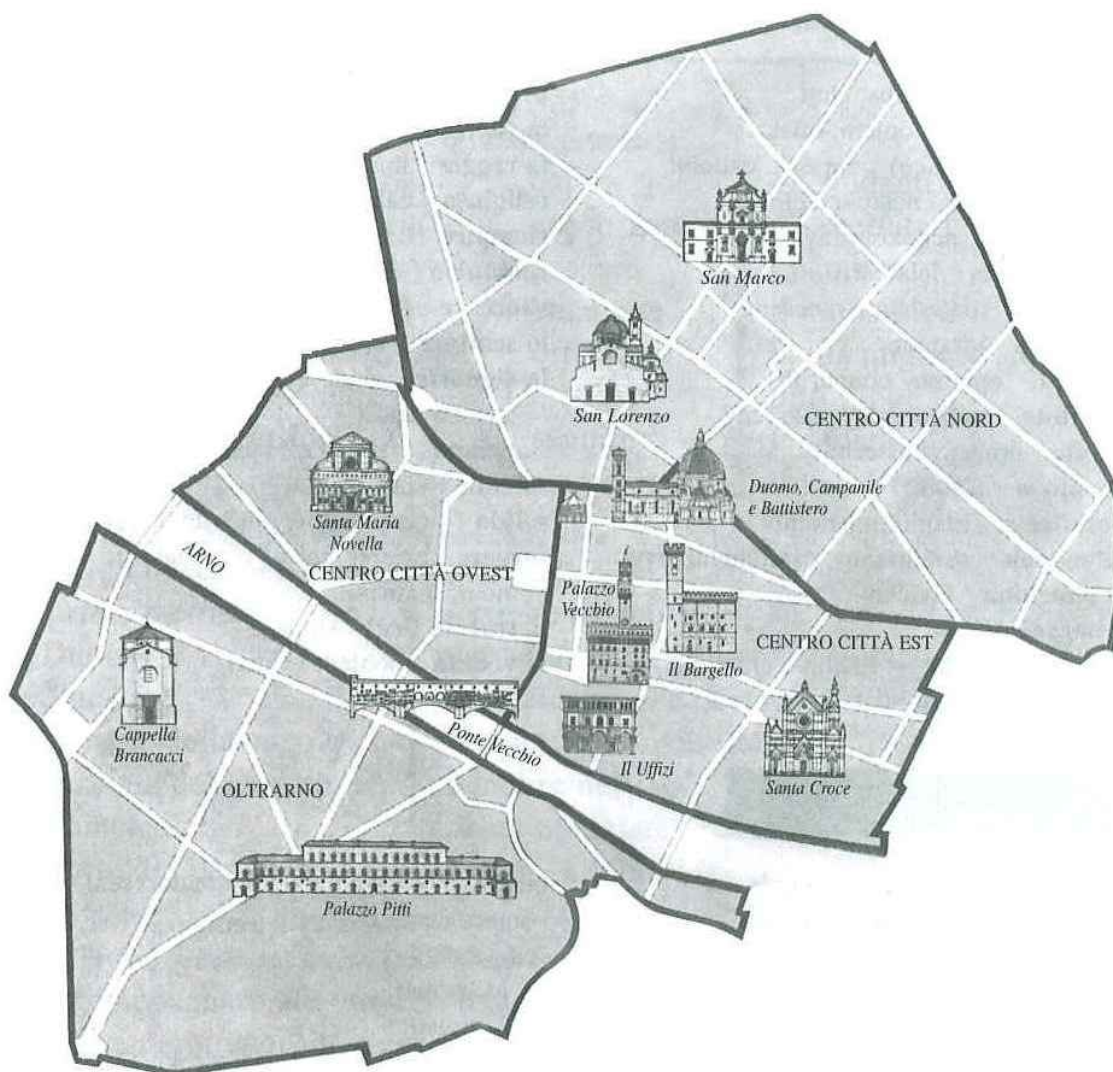 San Marco
San Lorenzo
CENTRO CITTÀ NORD
Duomo, Campanile
e Battistero
Santa Maria
Novella
ARNO
CENTRO CITTÀ OVEST
Palazzo
Vecchio
Il Bargello
CENTRO CITTÀ EST
Cappella
Brancacci
Ponte Vecchio
Il Uffizi
Santa Croce
OLTRARNO
Palazzo Pitti